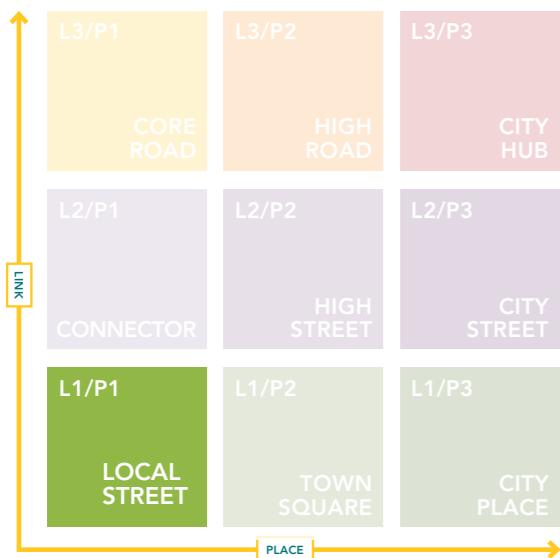 L3/P1
CORE
ROAD
L3/P2
HIGH
ROAD
L3/P3
CITY
HUB
LINK
L2/P1
CONNECTOR
L2/P2
HIGH
STREET
L2/P3
CITY
STREET
L1/P1
LOCAL
STREET
L1/P2
TOWN
SQUARE
L1/P3
CITY
PLACE
PLACE